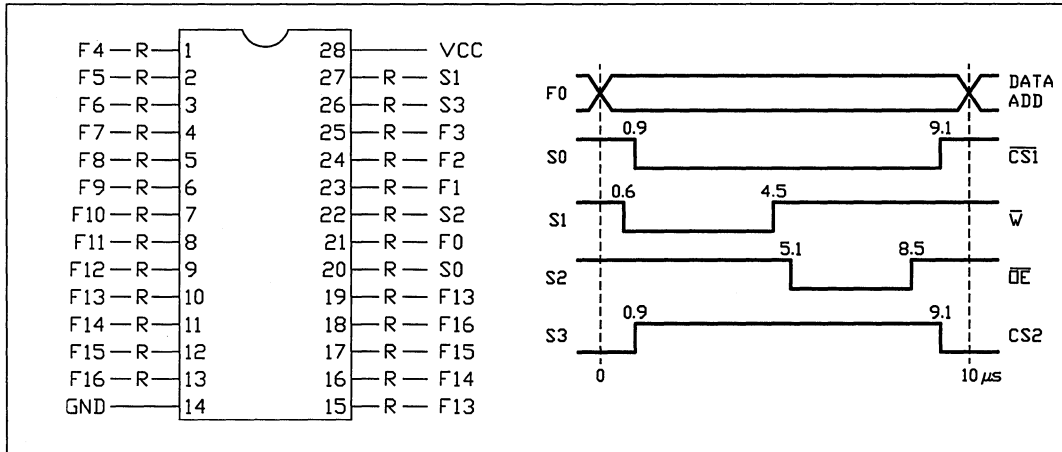 F4 — R — 1 28 — VCC
F5 — R — 2 27 — R — S1
F6 — R — 3 26 — R — S3
F7 — R — 4 25 — R — F3
F8 — R — 5 24 — R — F2
F9 — R — 6 23 — R — F1
F10 — R — 7 22 — R — S2
F11 — R — 8 21 — R — F0
F12 — R — 9 20 — R — S0
F13 — R — 10 19 — R — F13
F14 — R — 11 18 — R — F16
F15 — R — 12 17 — R — F15
F16 — R — 13 16 — R — F14
GND — 14 15 — R — F13
F0 DATA
ADD
0.9 9.1
S0 C̅S̅1̅
0.6 4.5
S1 W̅
5.1 8.5
S2 O̅E̅
0.9 9.1
S3 CS2
0 10 μs